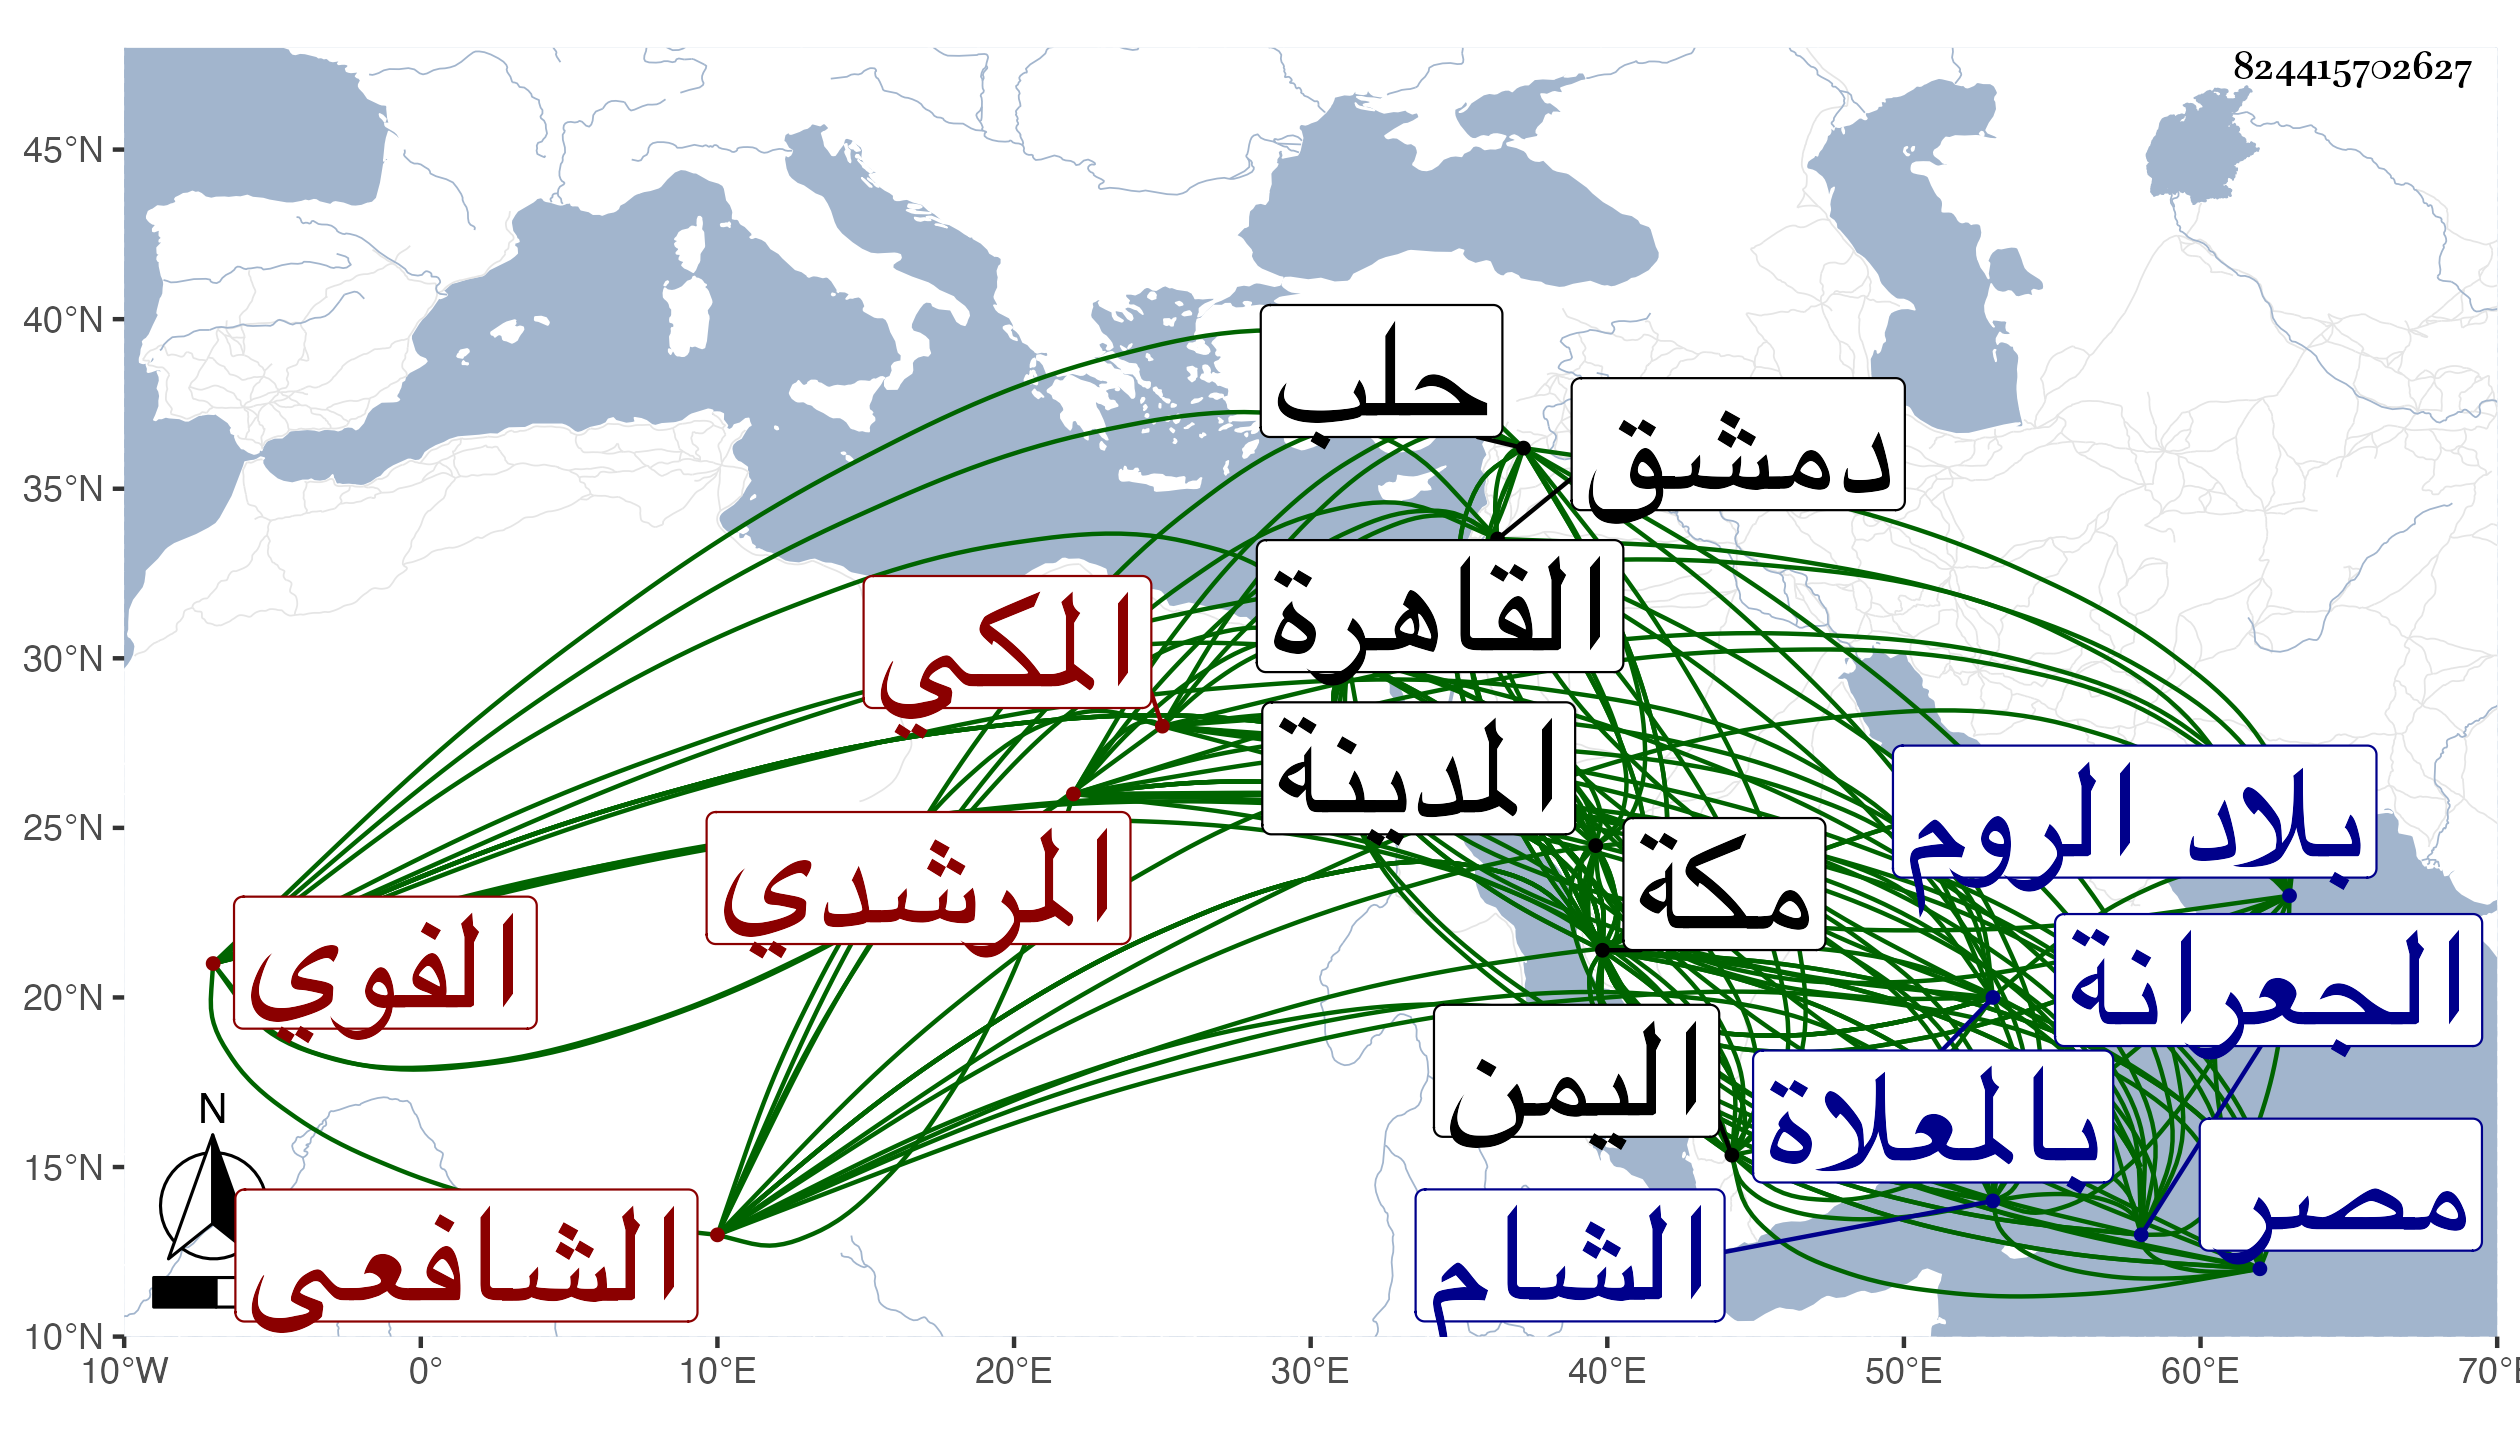 824415702627
45°N
حلب
40°N
دمشق
35°N
القاهرة
المكي
30°N
المدينة
بلاد الروم
المرشدي
25°N
مكة
الفوي
الجعرانة
20°N
اليمن
بالمعلاة
N
مصر
15°N
الشافعي
الشام
10°N
10°W 0° 10°E 20°E 30°E 40°E 50°E 60°E 70°E